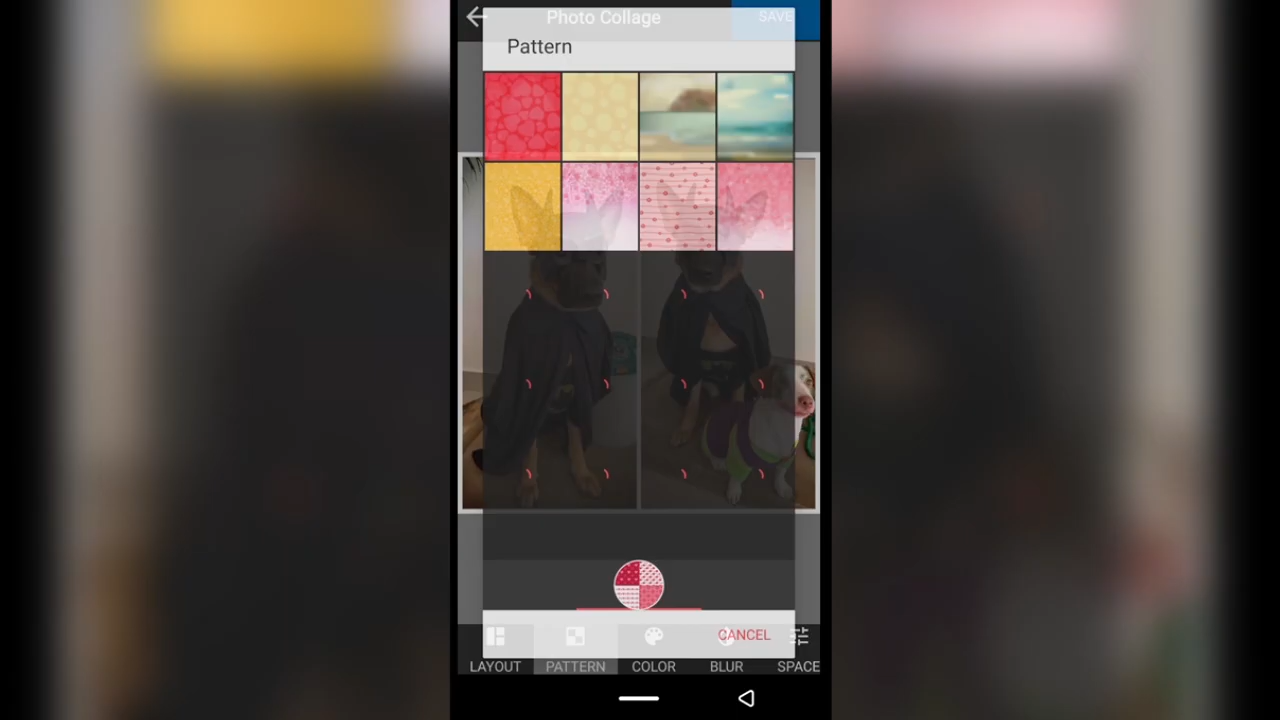 Photo Collage
SAVE
Pattern
CANCEL
LAYOUT
PATTERN
COLOR
BLUR
SPACE